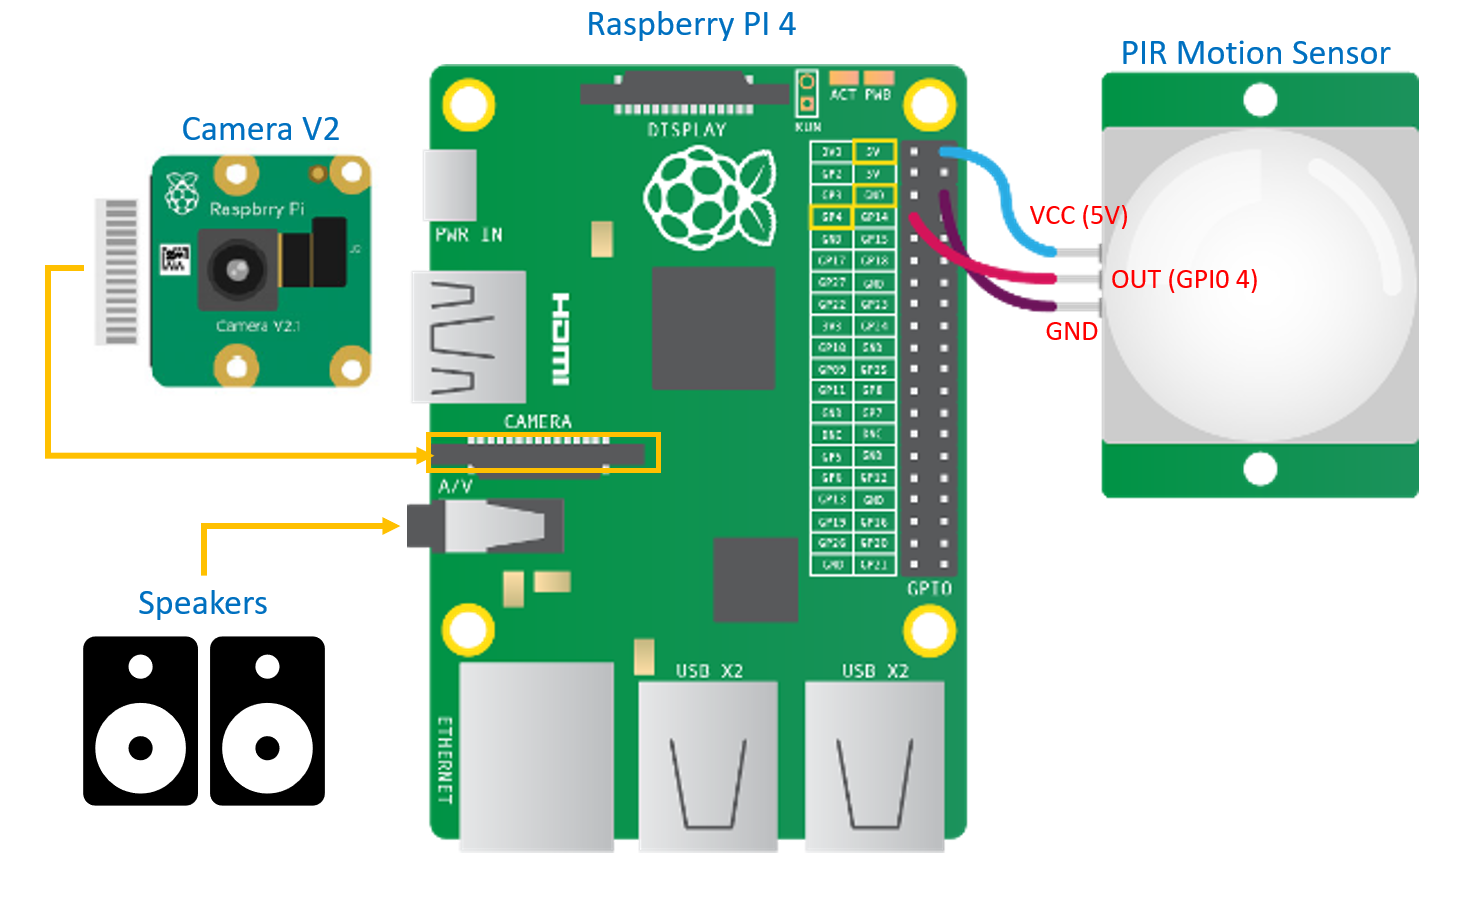 Raspberry PI 4
PIR Motion Sensor
Camera V2
ACT PWB
RUN
DISPLAY
3V3 5V
GP2 5V
GP3 GND
GP4 GP14
GND GP15
GP17 GP18
GP27 GND
GP22 GP23
3V3 GP24
GP10 GND
GP09 GP25
GP11 GP8
GND GP7
DNC DNC
GP5 GND
GP6 GP12
GP13 GND
GP19 GP16
GP26 GP20
GND GP21
GPIO
Raspbrry Pi
Camera V2.1
PWR IN
HDMI
CAMERA
A/V
VCC (5V)
OUT (GPI0 4)
GND
Speakers
USB X2
USB X2
ETHERNET